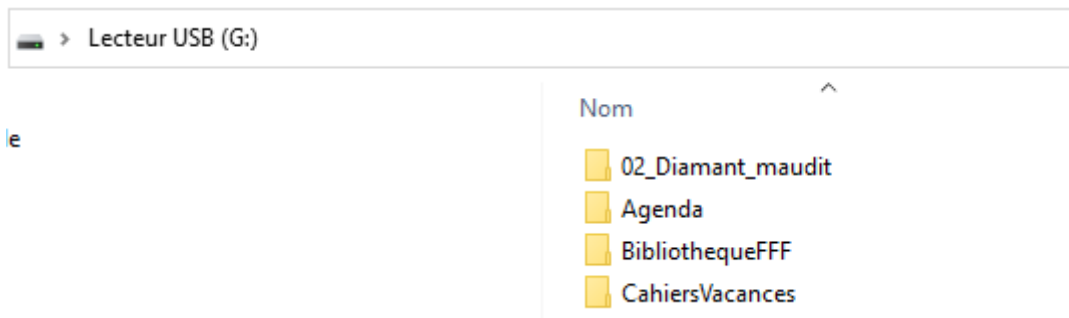 Lecteur USB (G:)
Nom
02_Diamant_maudit
Agenda
BibliothequeFFF
CahiersVacances